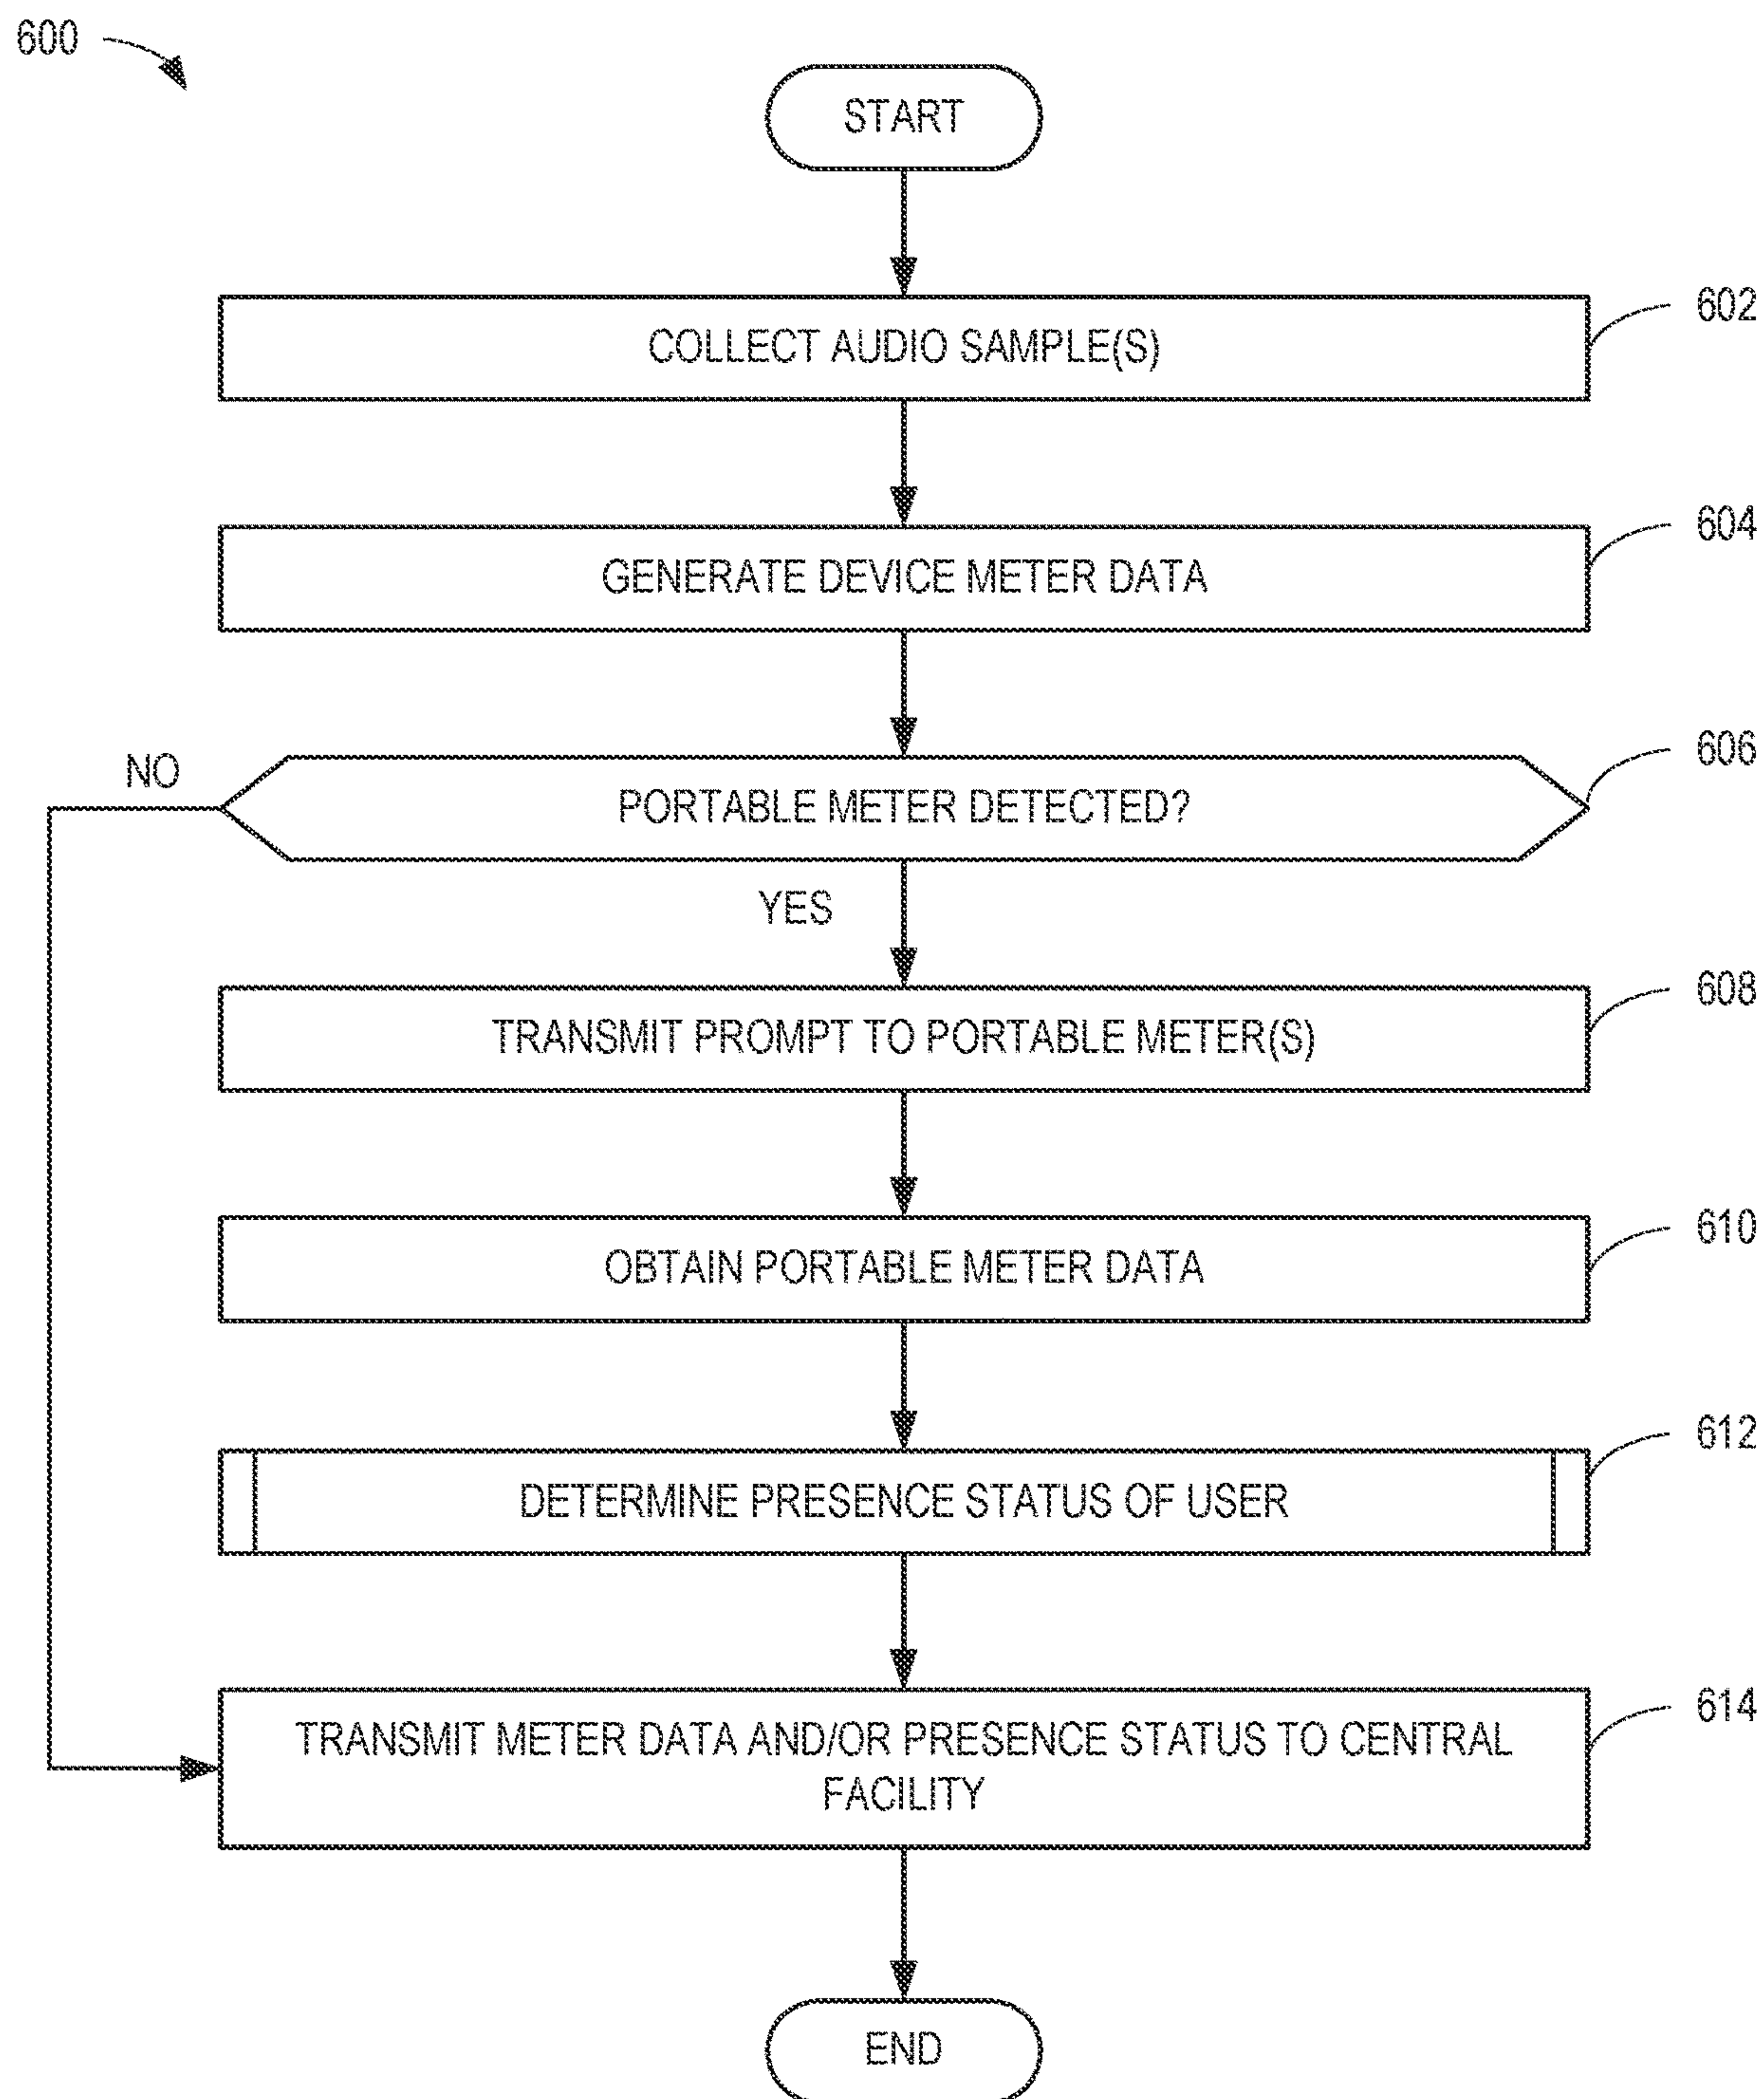 600
START
COLLECT AUDIO SAMPLE(S)
602
GENERATE DEVICE METER DATA
604
PORTABLE METER DETECTED?
606
NO
YES
TRANSMIT PROMPT TO PORTABLE METER(S)
608
OBTAIN PORTABLE METER DATA
610
DETERMINE PRESENCE STATUS OF USER
612
TRANSMIT METER DATA AND/OR PRESENCE STATUS TO CENTRAL
FACILITY
614
END